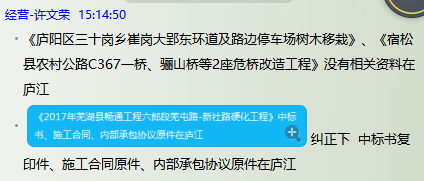 经营-许文荣 15:14:50
• 《庐阳区三十岗乡崔岗大郢东环道及路边停车场树木移栽》、《宿松
县农村公路C367一桥、骊山桥等2座危桥改造工程》没有相关资料在
庐江
• 《2017年芜湖县畅通工程六郎段芜屯路-新社路硬化工程》中标
书、施工合同、内部承包协议原件在庐江
纠正下 中标书复
印件、施工合同原件、内部承包协议原件在庐江